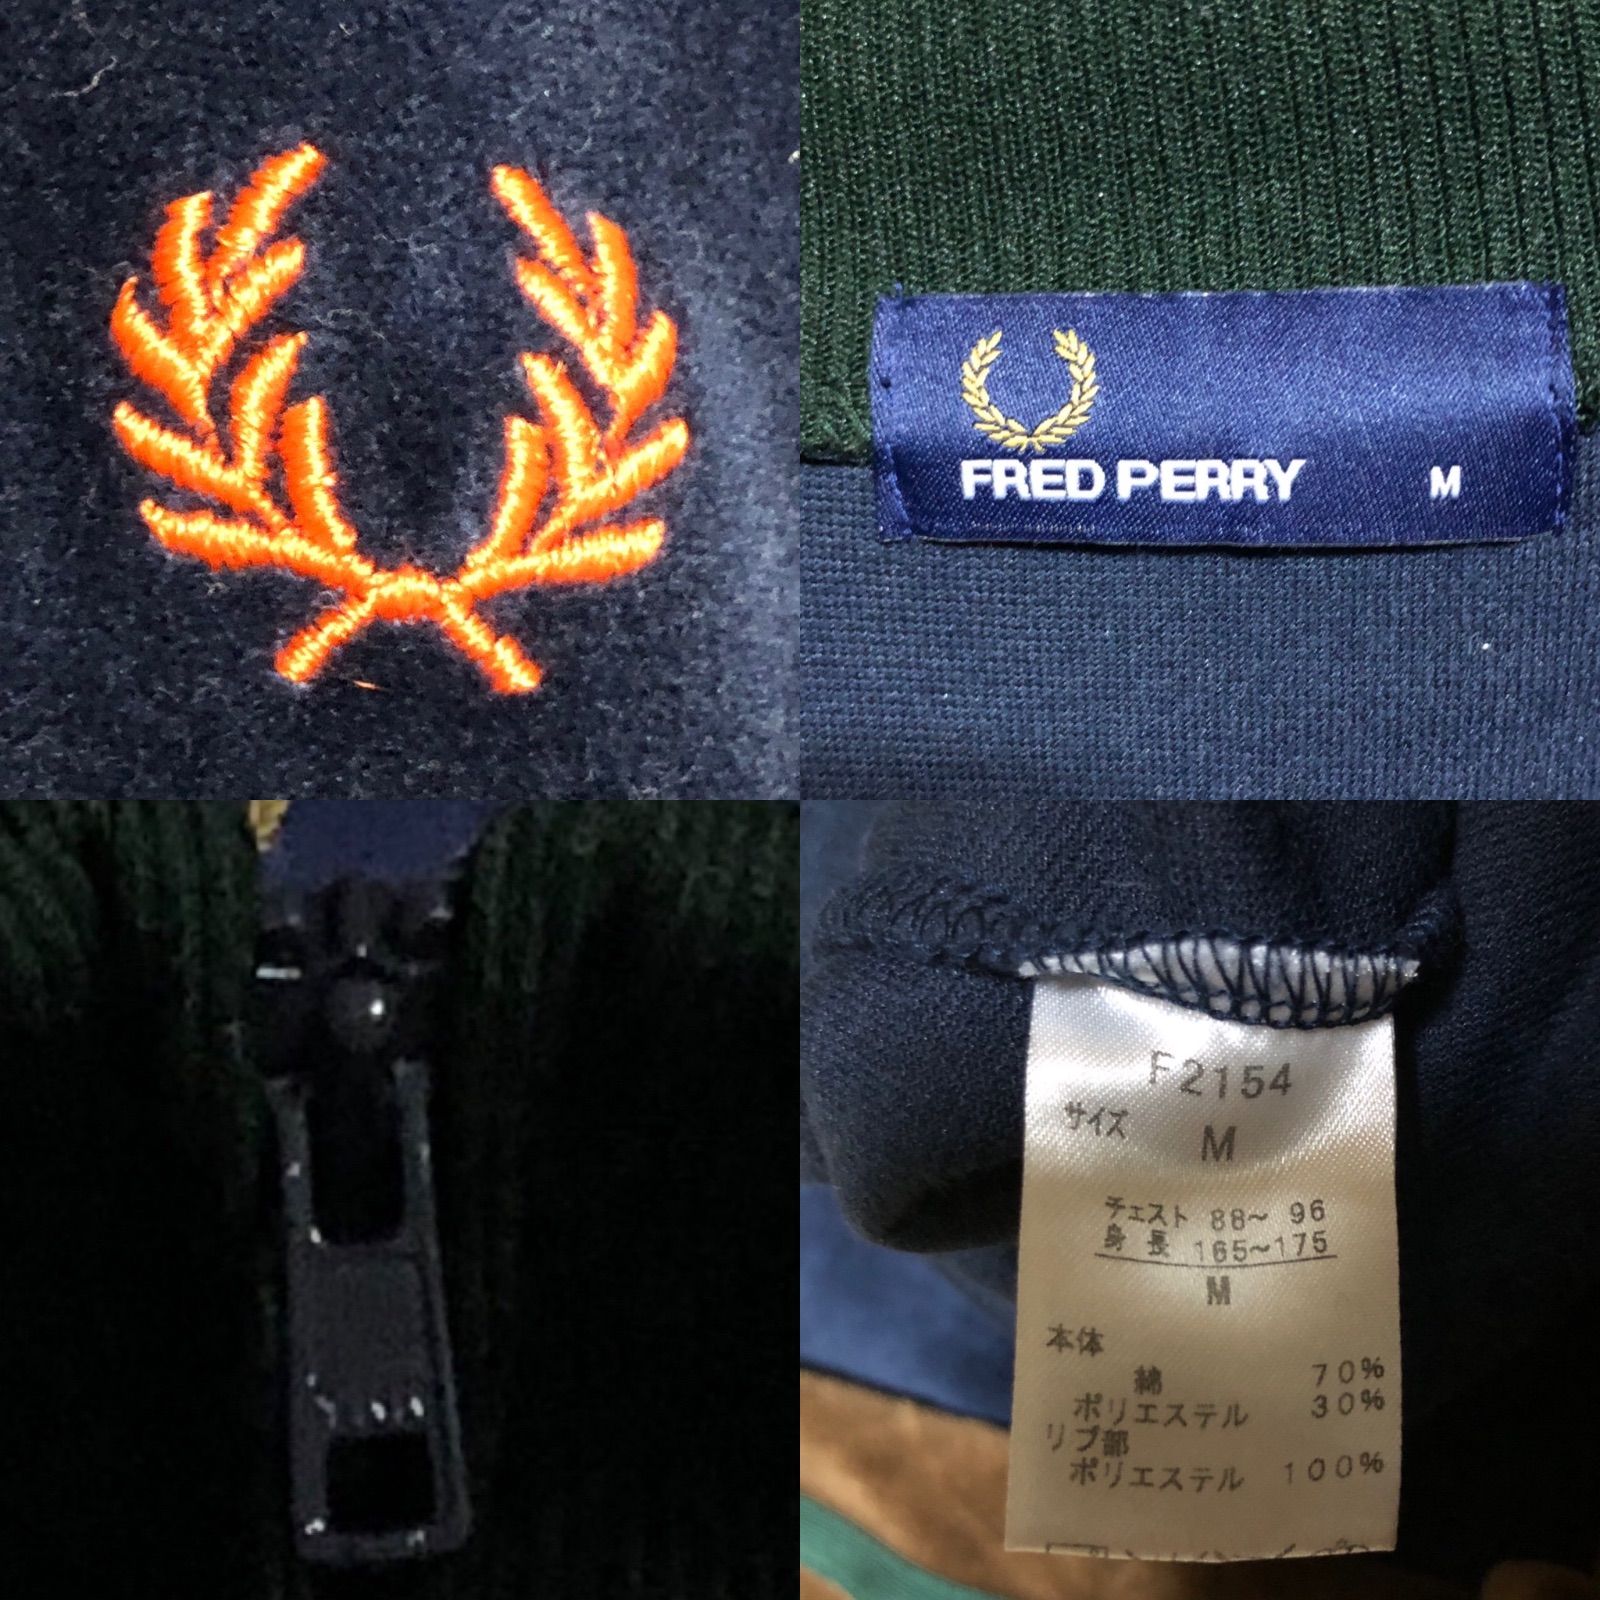 FRED PERRY M
F2154
サイズ
M
チェスト 88～ 96
身 長 165～175
M
本体
綿 70%
ポリエステル 30%
リブ部
ポリエステル 100%